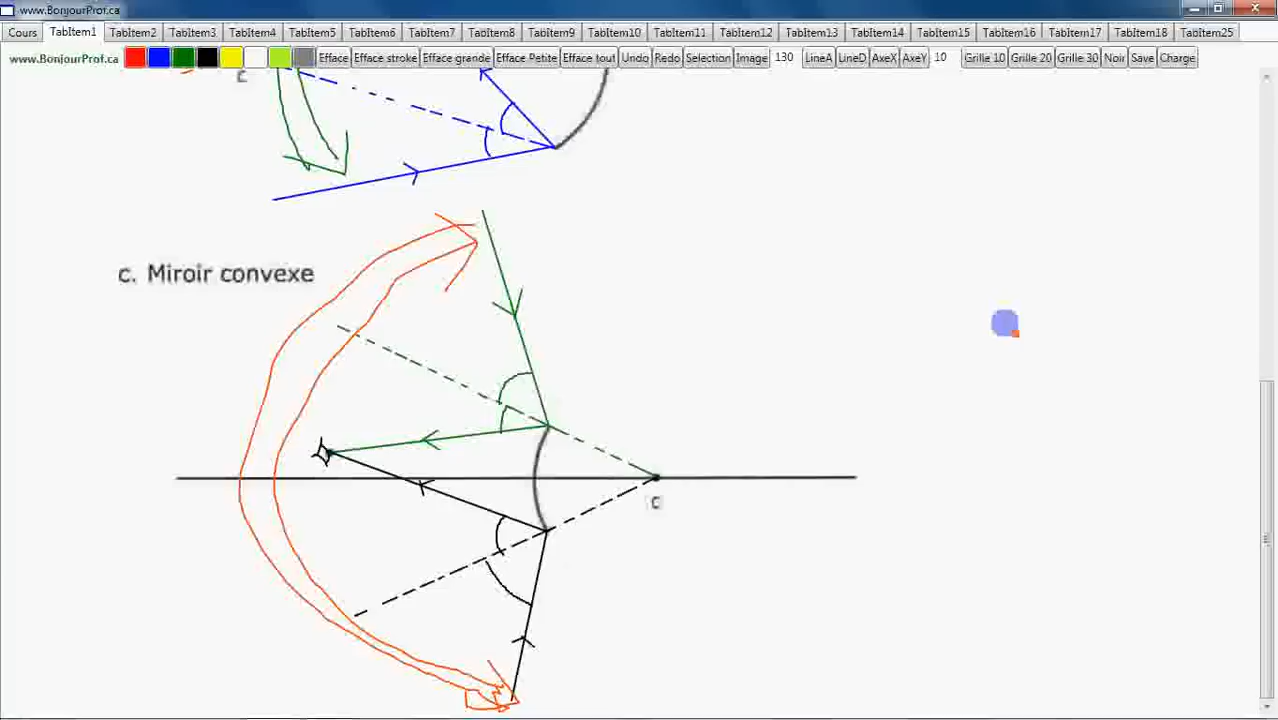 www.BonjourProf.ca
Cours TabItem1 TabItem2 TabItem3 TabItem4 TabItem5 TabItem6 TabItem7 TabItem8 TabItem9 TabItem10 TabItem11 TabItem12 TabItem13 TabItem14 TabItem15 TabItem16 TabItem17 TabItem18 TabItem25
www.BonjourProf.ca Efface Efface stroke Efface grande Efface Petite Efface tout Undo Redo Selection Image 130 LineA LineD AxeX AxeY 10 Grille 10 Grille 20 Grille 30 Noir Save Charge
c. Miroir convexe
c